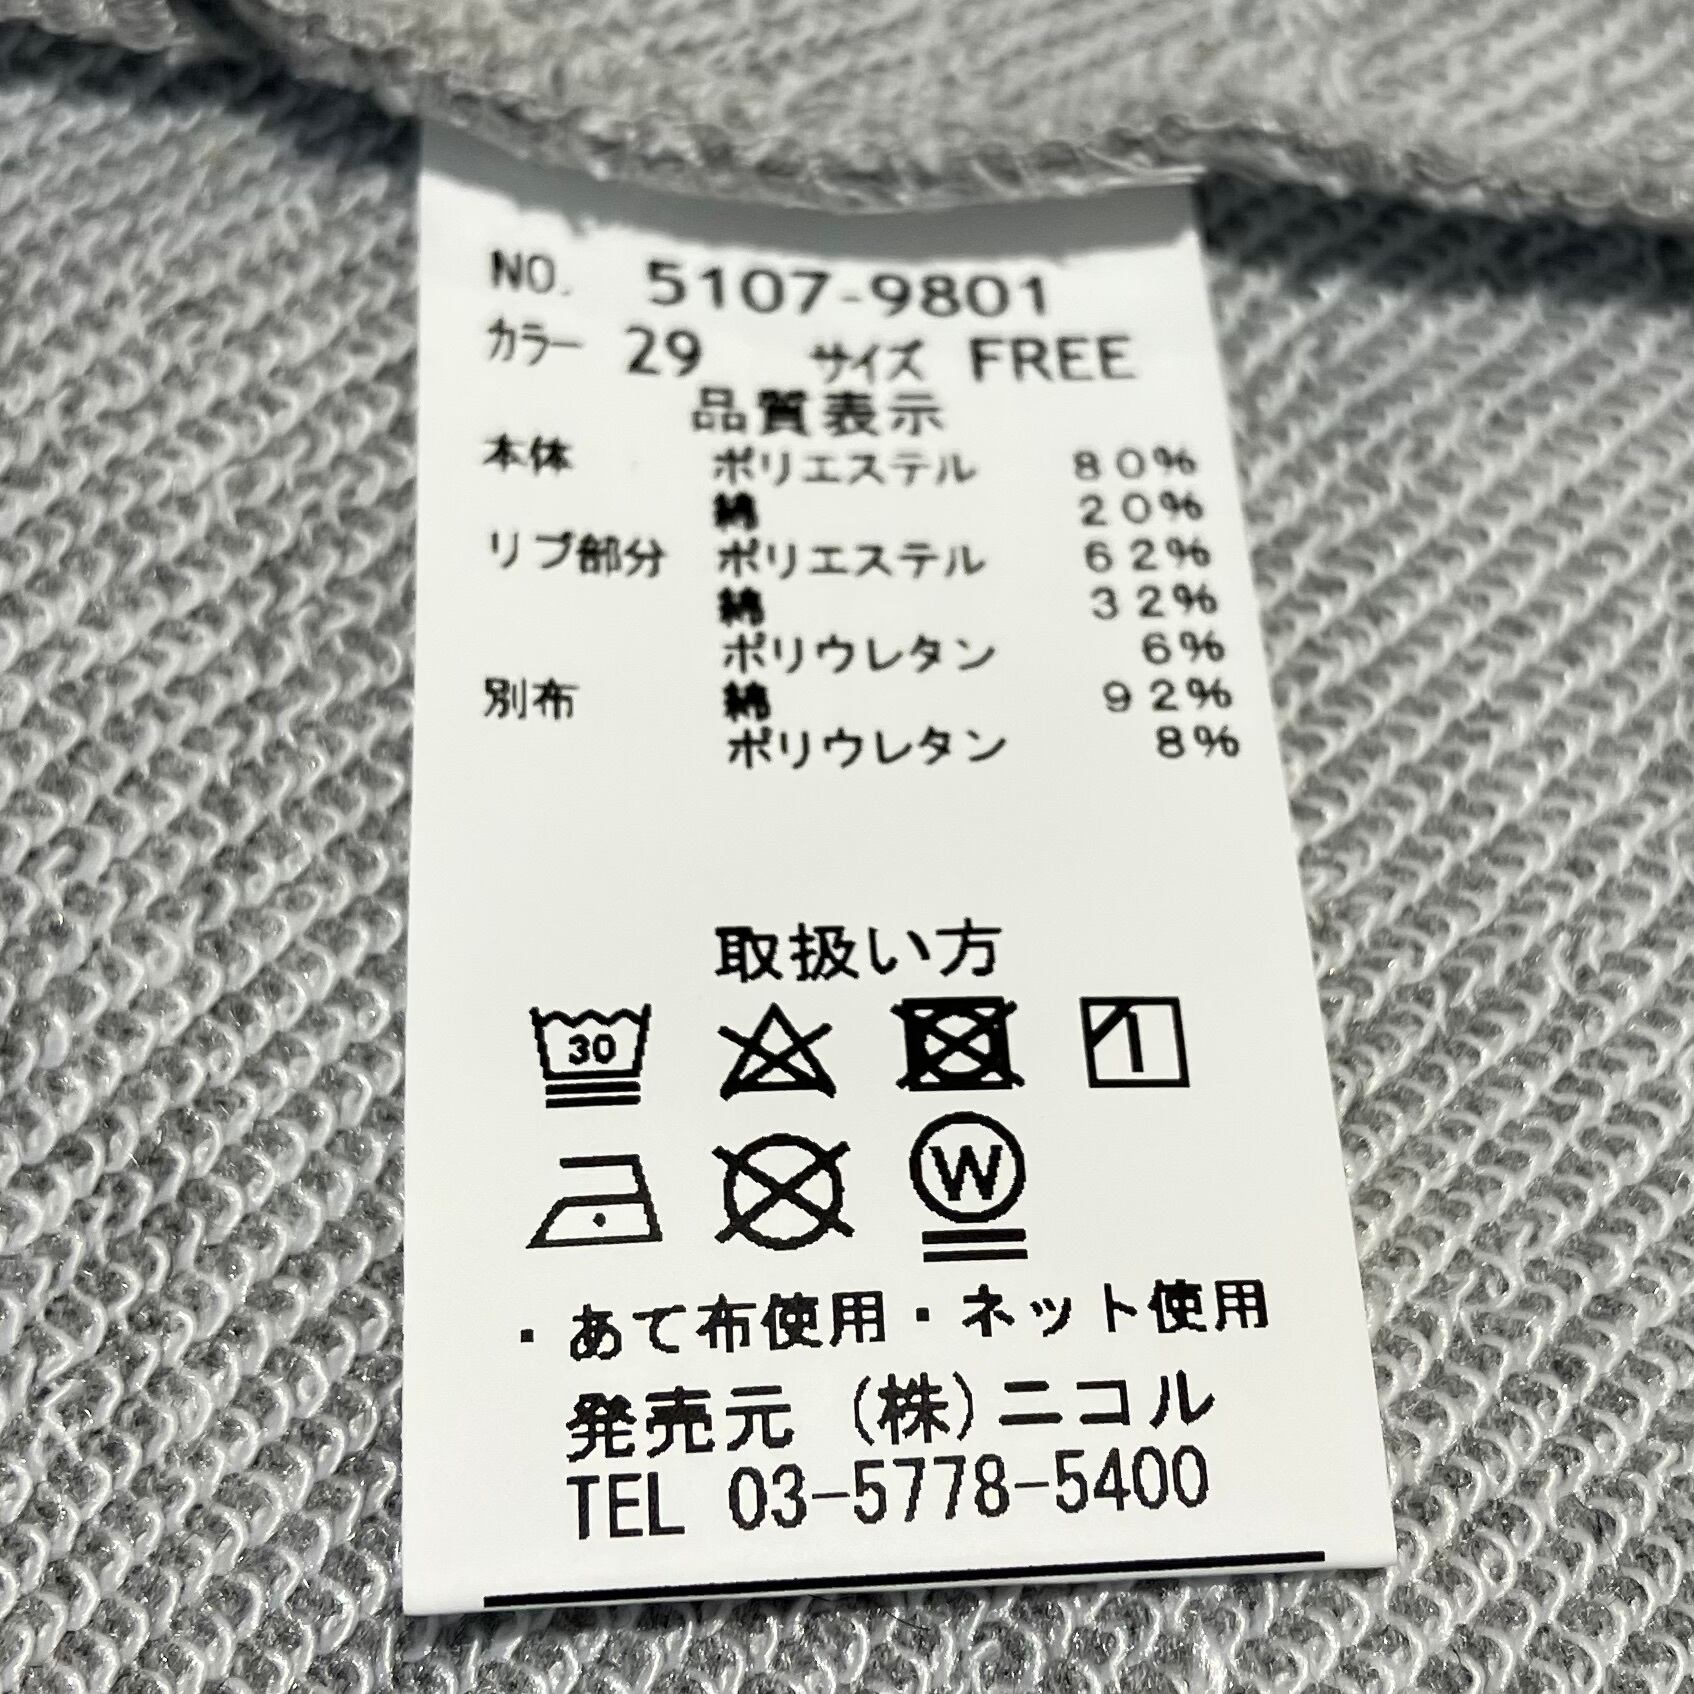 NO. 5107-9801
カラー 29 サイズ FREE
品質表示
本体 ポリエステル 80%
綿 20%
リブ部分 ポリエステル 62%
綿 32%
ポリウレタン 6%
別布 綿 92%
ポリウレタン 8%
取扱い方
30
W
・あて布使用・ネット使用
発売元 (株)ニコル
TEL 03-5778-5400